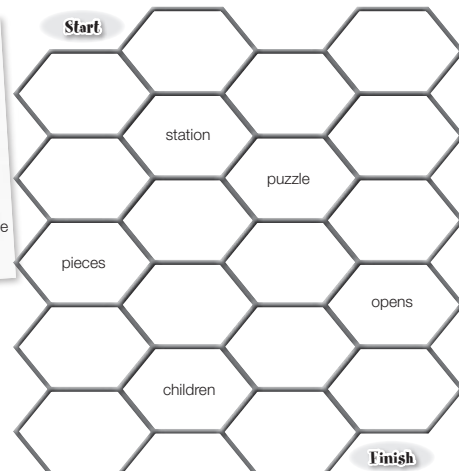 Start
station
puzzle
e
pieces
opens
children
Finish